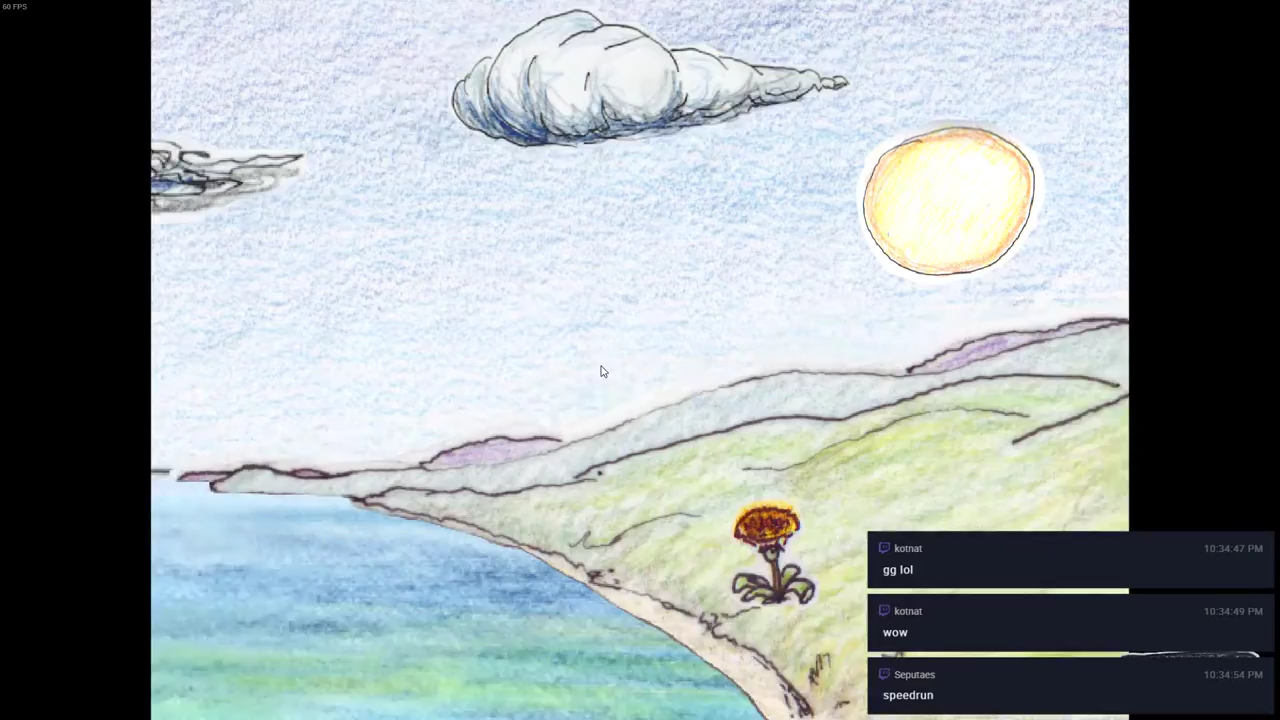 60 FPS
kotnat 10:34:47 PM
gg lol
kotnat 10:34:49 PM
wow
Seputaes 10:34:54 PM
speedrun